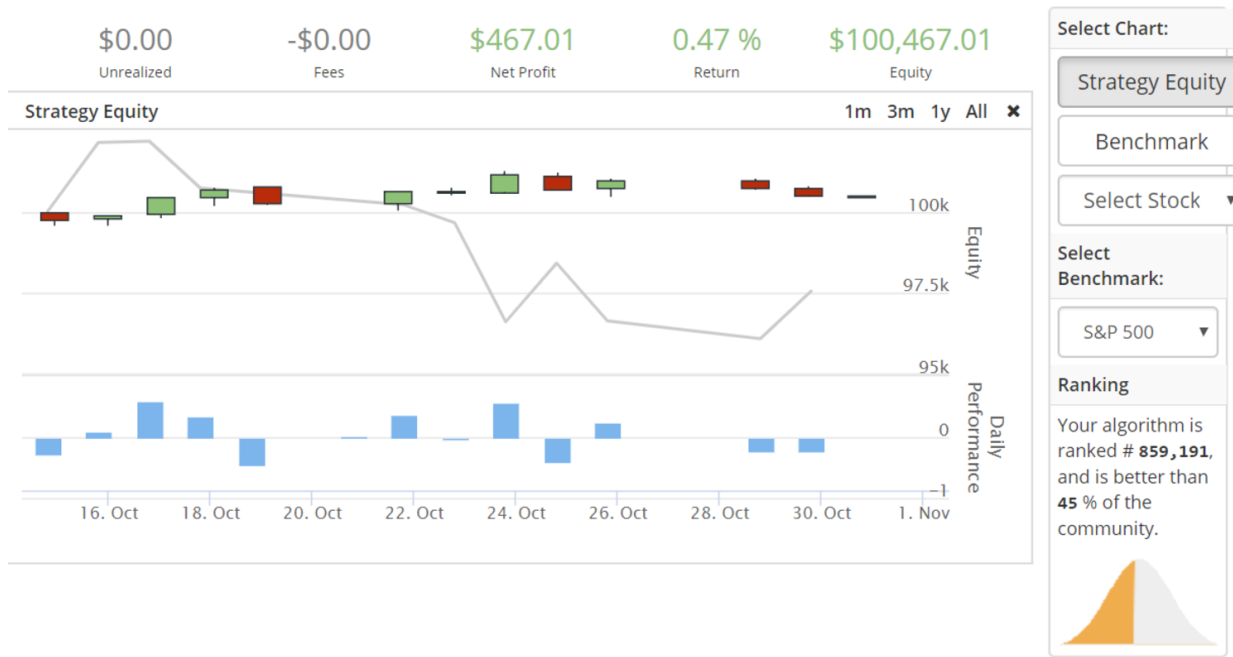 $0.00
Unrealized
-$0.00
Fees
$467.01
Net Profit
0.47 %
Return
$100,467.01
Equity
Strategy Equity
1m 3m 1y All ✖
100k
97.5k
95k
Equity
0
-1
Daily
Performance
16. Oct 18. Oct 20. Oct 22. Oct 24. Oct 26. Oct 28. Oct 30. Oct 1. Nov
Select Chart:
Strategy Equity
Benchmark
Select Stock ▼
Select
Benchmark:
S&P 500 ▼
Ranking
Your algorithm is
ranked # 859,191,
and is better than
45 % of the
community.